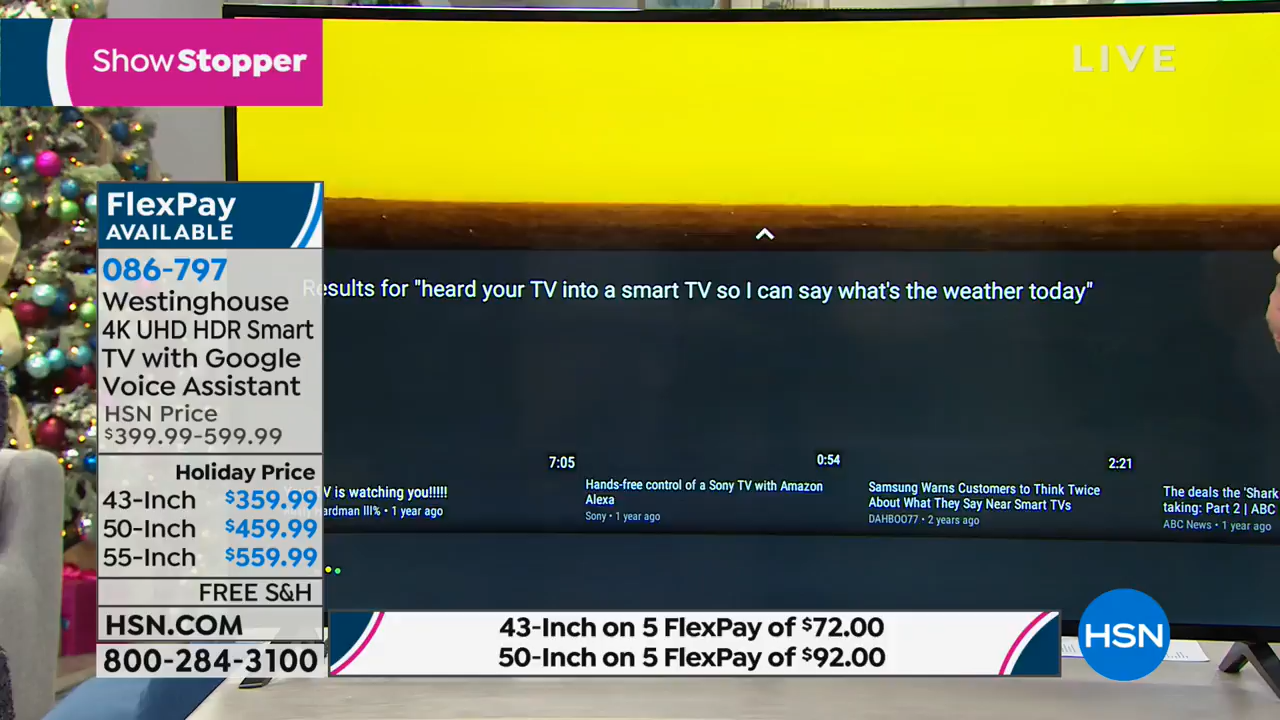 ShowStopper
LIVE
FlexPay
AVAILABLE
086-797
Westinghouse
4K UHD HDR Smart
TV with Google
Voice Assistant
HSN Price
$399.99-599.99
Holiday Price
43-Inch $359.99
50-Inch $459.99
55-Inch $559.99
FREE S&H
HSN.COM
800-284-3100
Results for "heard your TV into a smart TV so I can say what's the weather today"
7:05
TV is watching you!!!!!
Hardman III% • 1 year ago
0:54
Hands-free control of a Sony TV with Amazon
Alexa
Sony • 1 year ago
2:21
Samsung Warns Customers to Think Twice
About What They Say Near Smart TVs
DAHBOO77 • 2 years ago
The deals the 'Shark
taking: Part 2 | ABC
ABC News • 1 year ago
43-Inch on 5 FlexPay of $72.00
50-Inch on 5 FlexPay of $92.00
HSN